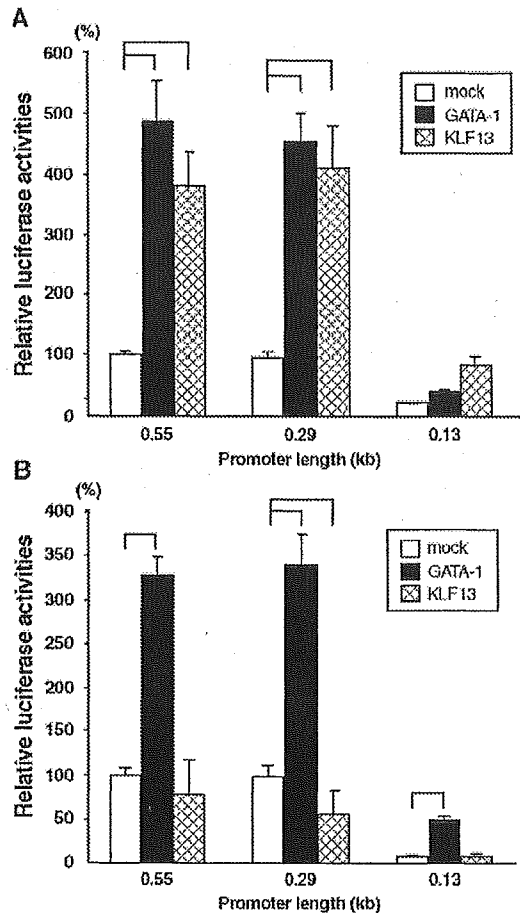 A
(%)
600
500
400
300
200
100
0
Relative luciferase activities
mock
GATA-1
KLF13
0.55
0.29
0.13
Promoter length (kb)
B
(%)
400
350
300
250
200
150
100
50
0
Relative luciferase activities
mock
GATA-1
KLF13
0.55
0.29
0.13
Promoter length (kb)